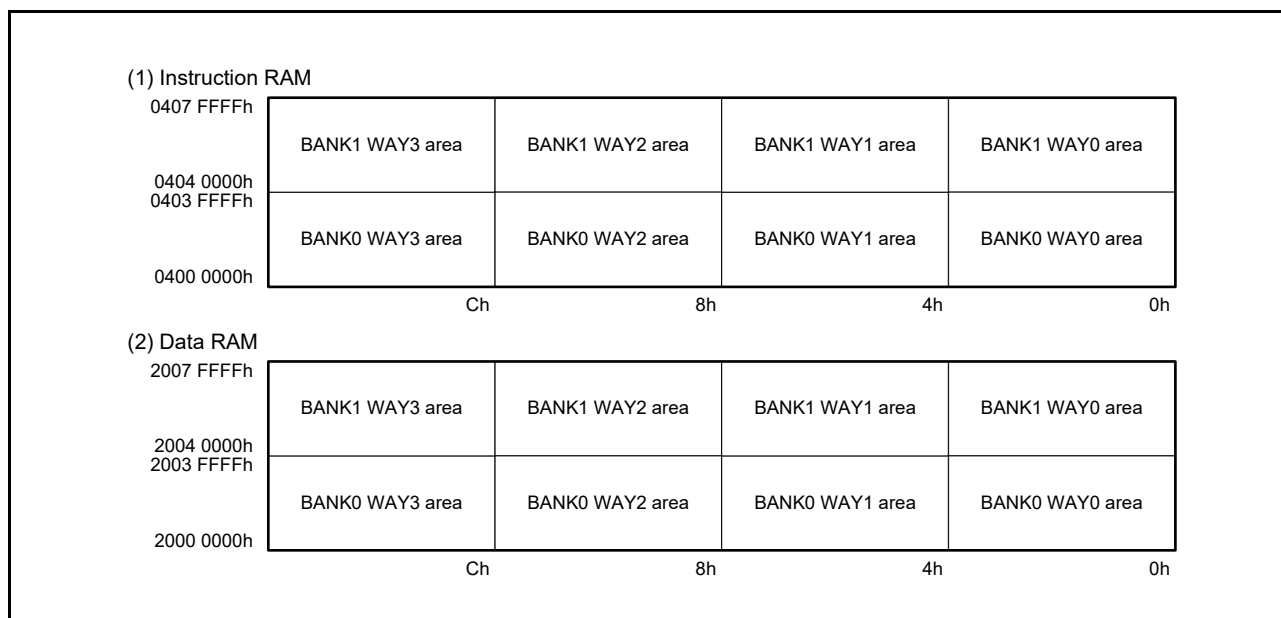 (1) Instruction RAM
0407 FFFFh
BANK1 WAY3 area BANK1 WAY2 area BANK1 WAY1 area BANK1 WAY0 area
0404 0000h
0403 FFFFh
BANK0 WAY3 area BANK0 WAY2 area BANK0 WAY1 area BANK0 WAY0 area
0400 0000h
Ch 8h 4h 0h
(2) Data RAM
2007 FFFFh
BANK1 WAY3 area BANK1 WAY2 area BANK1 WAY1 area BANK1 WAY0 area
2004 0000h
2003 FFFFh
BANK0 WAY3 area BANK0 WAY2 area BANK0 WAY1 area BANK0 WAY0 area
2000 0000h
Ch 8h 4h 0h